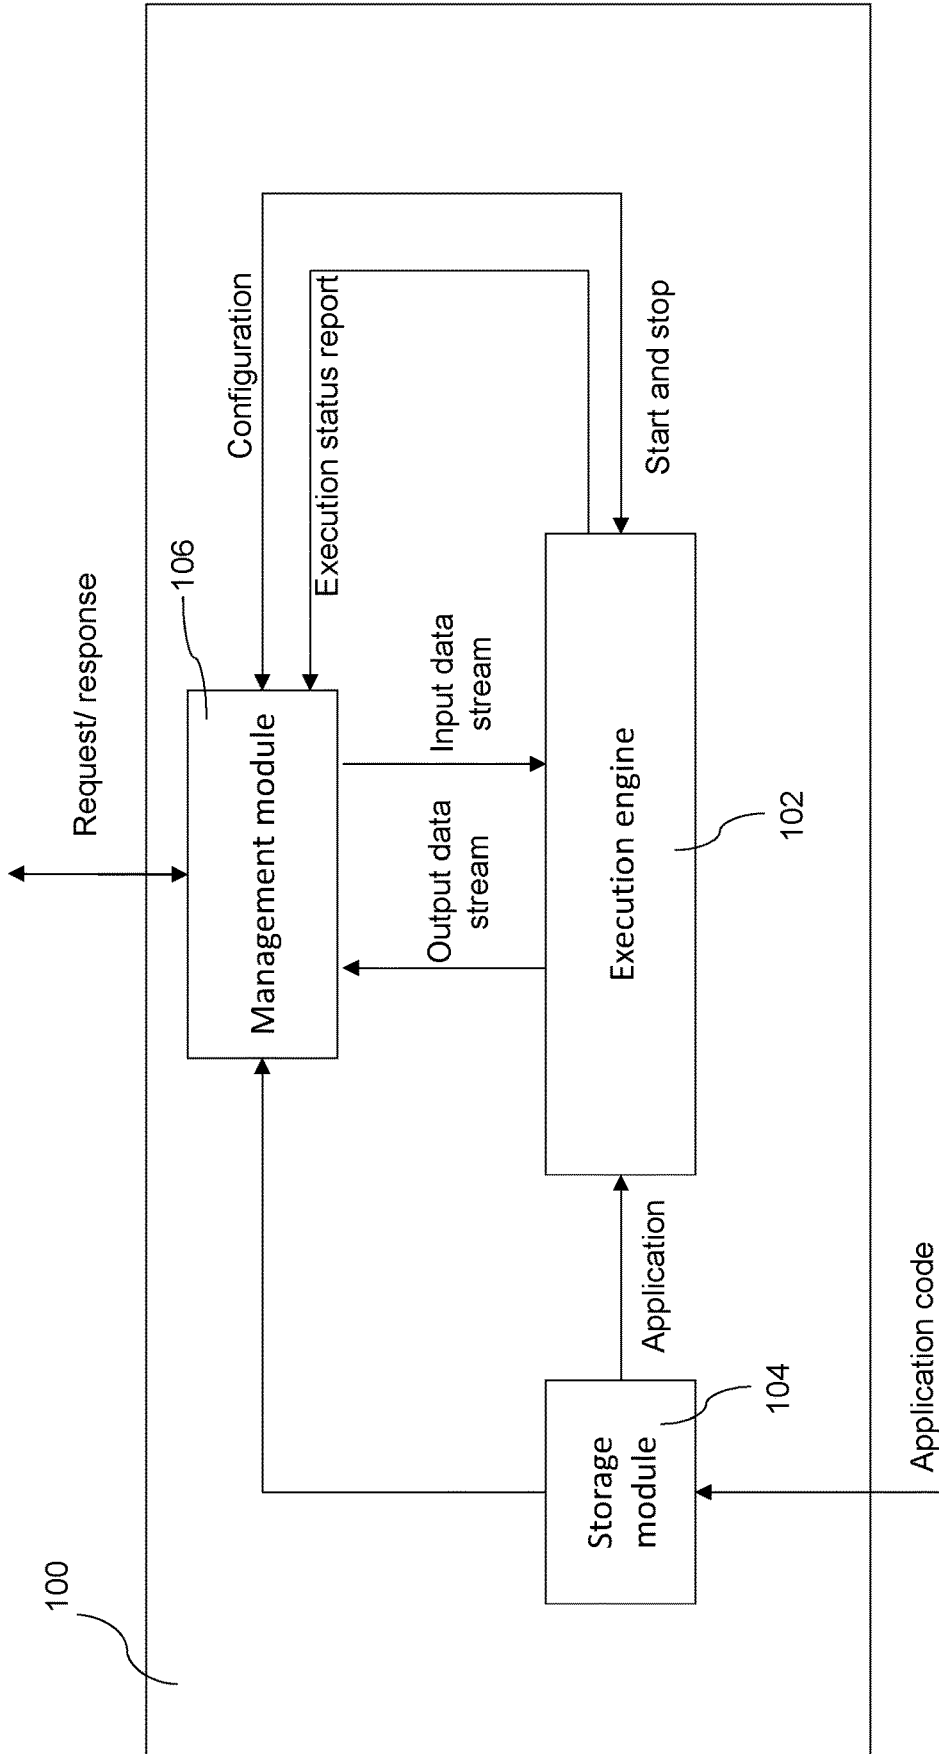 100
Request/ response
106
Management module
Configuration
Execution status report
Output data
stream
Input data
stream
Start and stop
Execution engine
102
Application
Storage
module
104
Application code